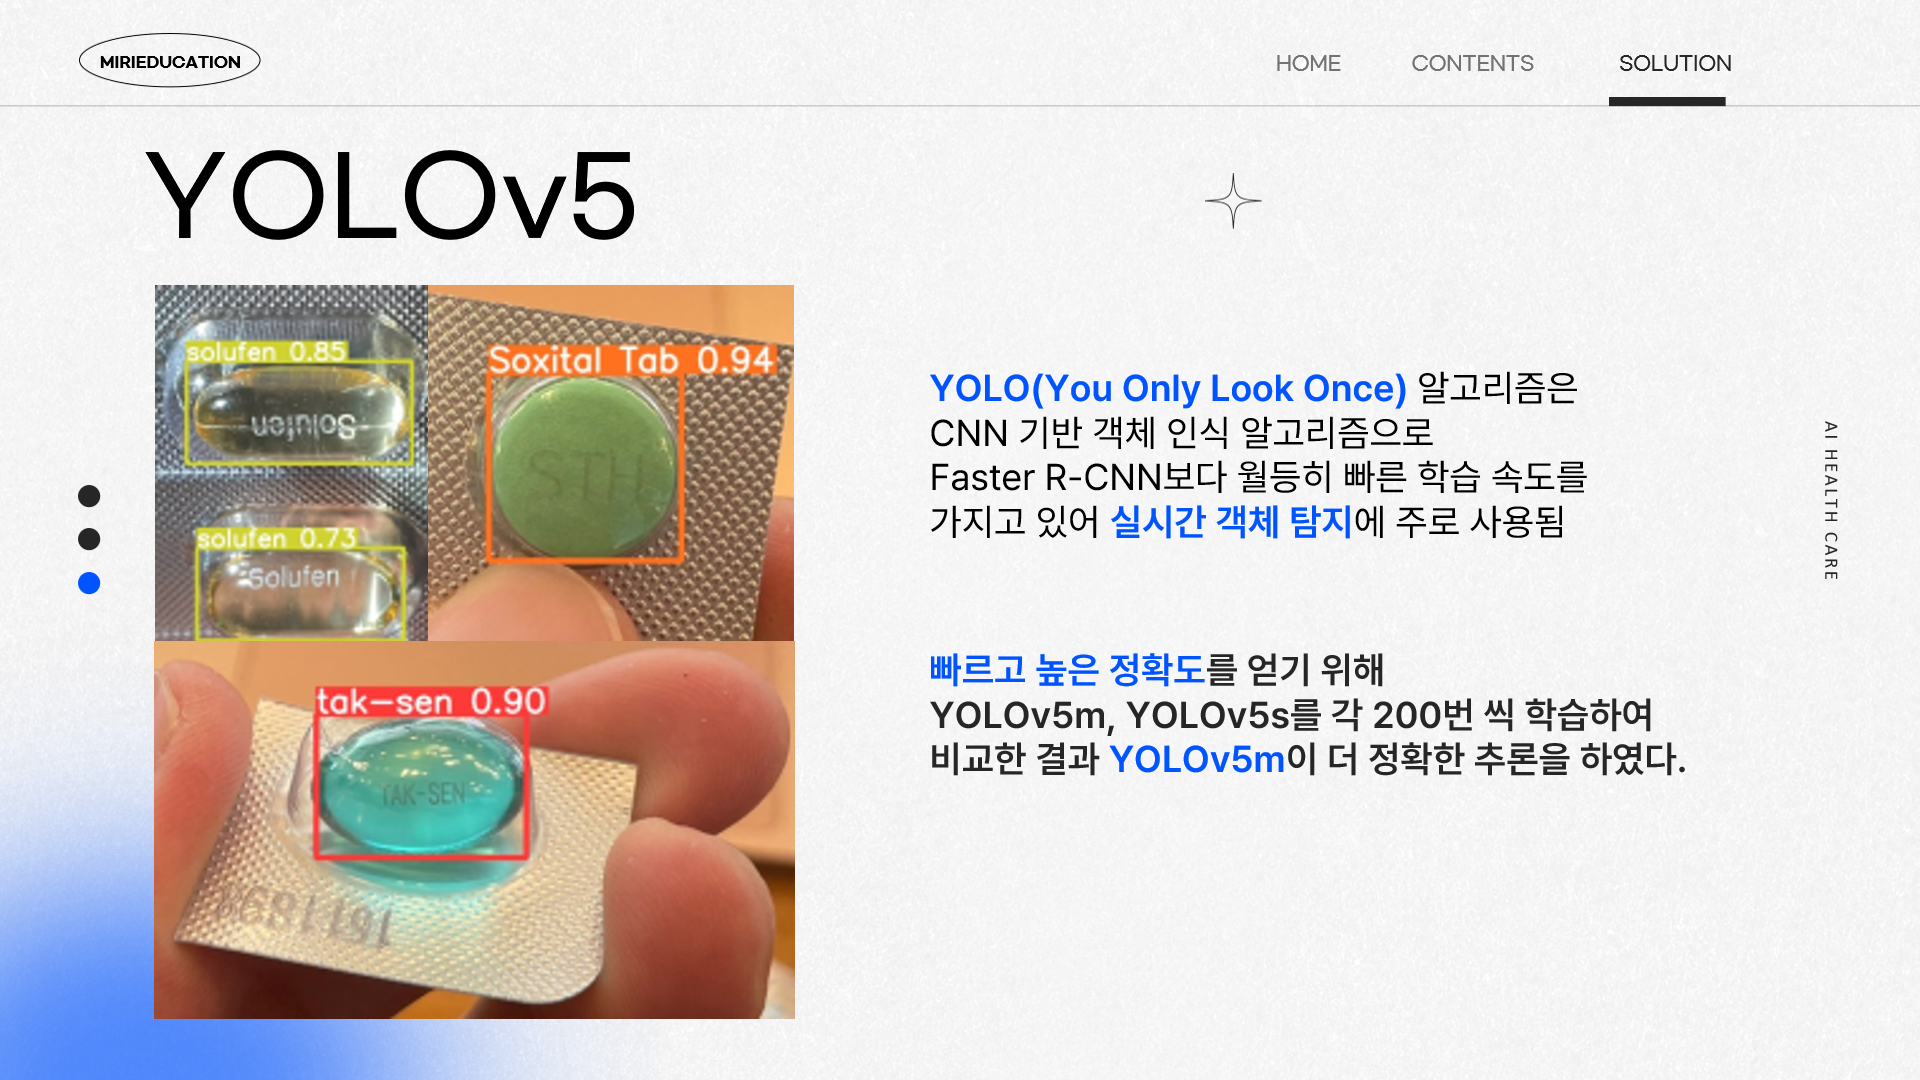 MIRIEDUCATION
HOME
CONTENTS
SOLUTION
YOLOv5
solufen 0.85
Solufen
solufen 0.73
Solufen
Soxital Tab 0.94
STH
tak-sen 0.90
TAK-SEN
YOLO(You Only Look Once) 알고리즘은
CNN 기반 객체 인식 알고리즘으로
Faster R-CNN보다 월등히 빠른 학습 속도를
가지고 있어 실시간 객체 탐지에 주로 사용됨
빠르고 높은 정확도를 얻기 위해
YOLOv5m, YOLOv5s를 각 200번 씩 학습하여
비교한 결과 YOLOv5m이 더 정확한 추론을 하였다.
AI HEALTH CARE